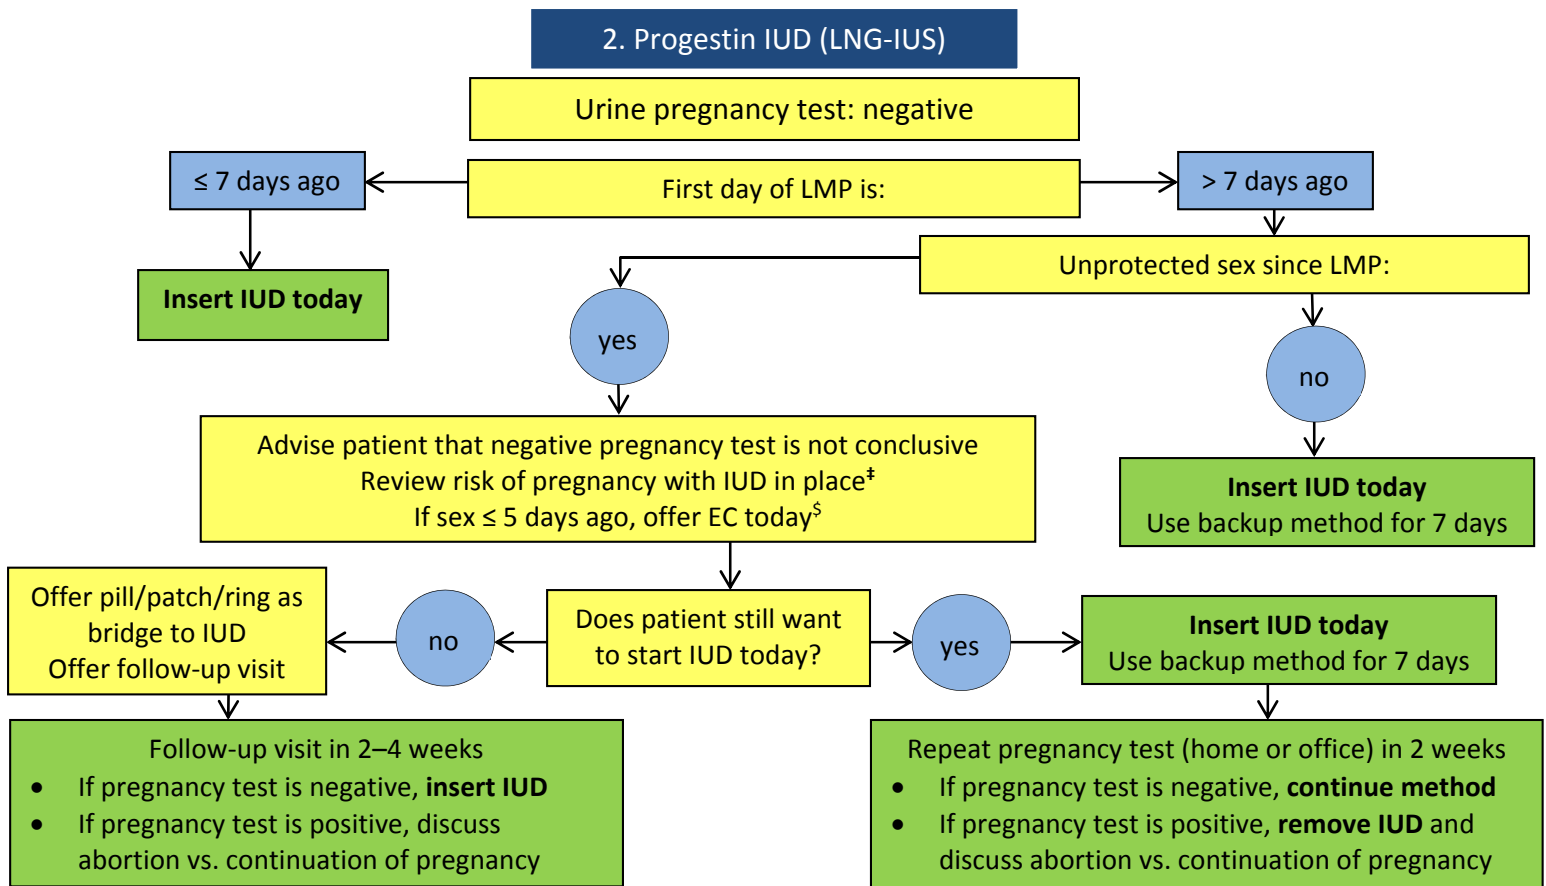 2. Progestin IUD (LNG-IUS)
Urine pregnancy test: negative
≤ 7 days ago
First day of LMP is:
> 7 days ago
Insert IUD today
Unprotected sex since LMP:
yes
no
Advise patient that negative pregnancy test is not conclusive
Review risk of pregnancy with IUD in place‡
If sex ≤ 5 days ago, offer EC today$
Insert IUD today
Use backup method for 7 days
Offer pill/patch/ring as
bridge to IUD
Offer follow-up visit
no
Does patient still want
to start IUD today?
yes
Insert IUD today
Use backup method for 7 days
Follow-up visit in 2–4 weeks
• If pregnancy test is negative, insert IUD
• If pregnancy test is positive, discuss
abortion vs. continuation of pregnancy
Repeat pregnancy test (home or office) in 2 weeks
• If pregnancy test is negative, continue method
• If pregnancy test is positive, remove IUD and
discuss abortion vs. continuation of pregnancy